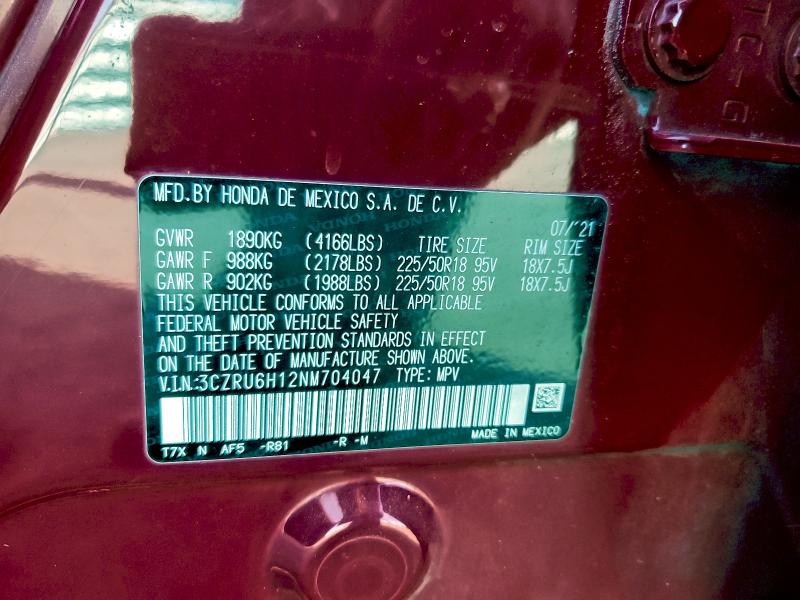 MFD.BY HONDA DE MEXICO S.A. DE C.V.
07/'21
GVWR 1890KG (4166LBS) TIRE SIZE RIM SIZE
GAWR F 988KG (2178LBS) 225/50R18 95V 18X7.5J
GAWR R 902KG (1988LBS) 225/50R18 95V 18X7.5J
THIS VEHICLE CONFORMS TO ALL APPLICABLE
FEDERAL MOTOR VEHICLE SAFETY
AND THEFT PREVENTION STANDARDS IN EFFECT
ON THE DATE OF MANUFACTURE SHOWN ABOVE.
V.I.N.:3CZRU6H12NM704047 TYPE: MPV
T7X N AF5 -R81 -R -M MADE IN MEXICO